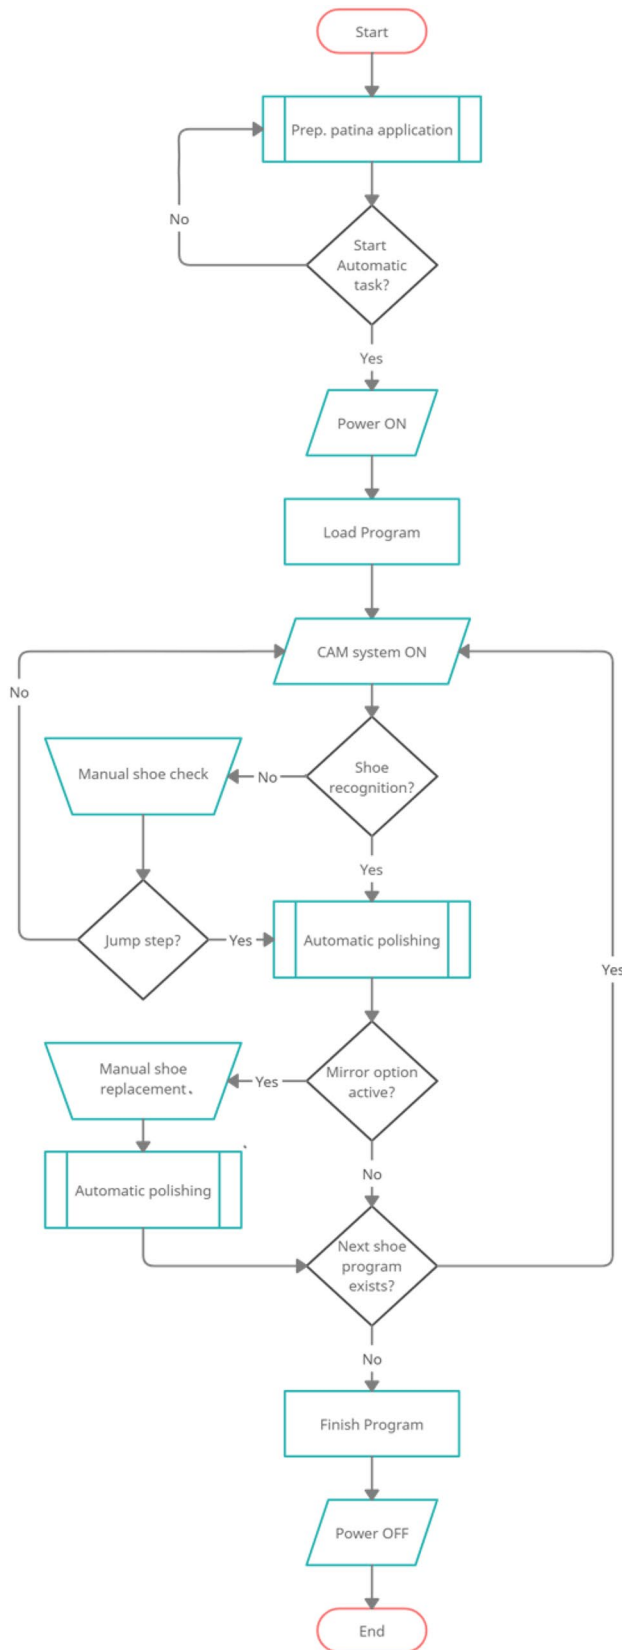 Start
Prep. patina application
No
Start
Automatic
task?
Yes
Power ON
Load Program
CAM system ON
No
Manual shoe check
No
Shoe
recognition?
Yes
Jump step?
Yes
Automatic polishing
Yes
Manual shoe
replacement
Yes
Mirror option
active?
No
Automatic polishing
Next shoe
program
exists?
No
Finish Program
Power OFF
End